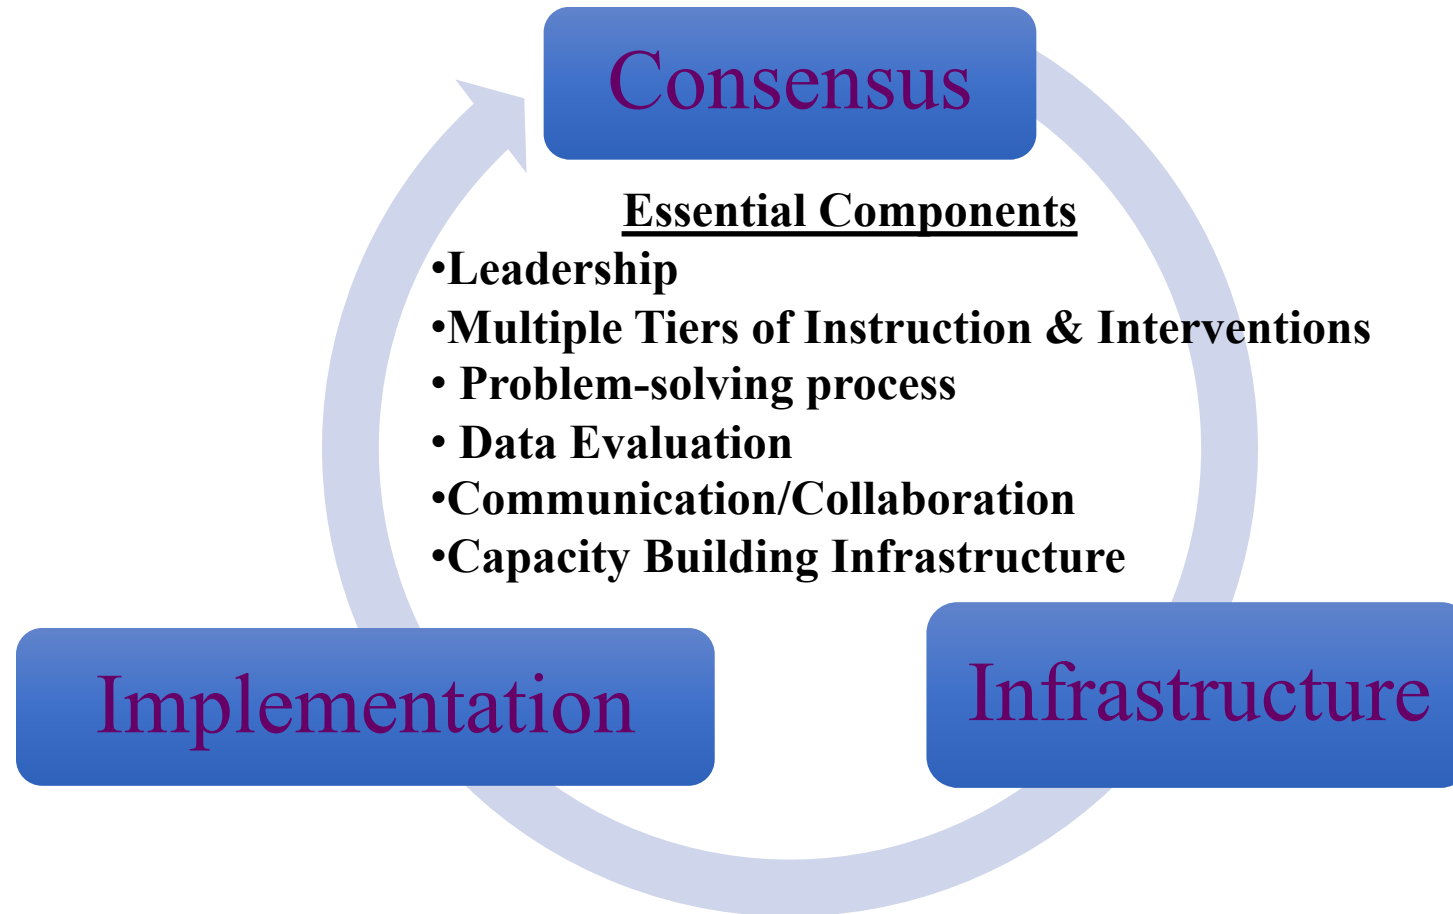 Consensus
Essential Components
•Leadership
•Multiple Tiers of Instruction & Interventions
• Problem-solving process
• Data Evaluation
•Communication/Collaboration
•Capacity Building Infrastructure
Implementation
Infrastructure